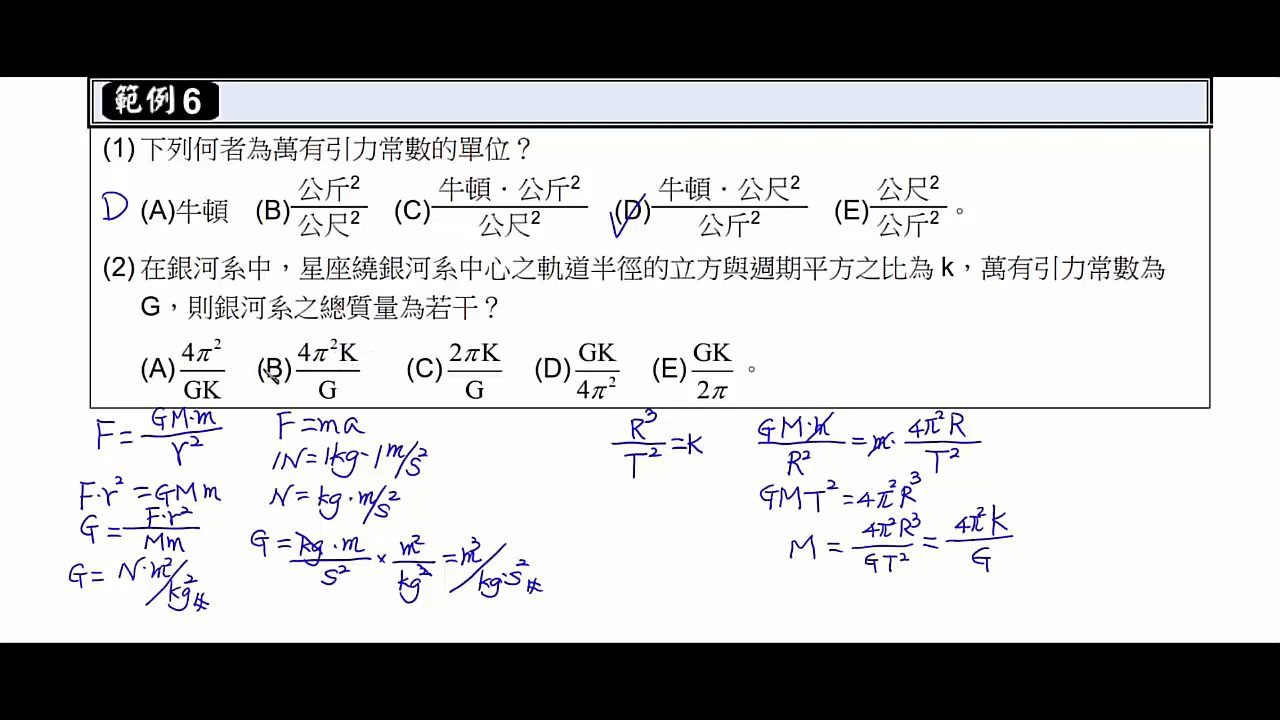 範例 6
(1) 下列何者為萬有引力常數的單位？
D (A)牛頓 (B) 公斤²/公尺² (C) 牛頓．公斤²/公尺² (D) 牛頓．公尺²/公斤² (E) 公尺²/公斤² 。
(2) 在銀河系中，星座繞銀河系中心之軌道半徑的立方與週期平方之比為 k，萬有引力常數為
G，則銀河系之總質量為若干？
(A) 4π²/GK (B) 4π²K/G (C) 2πK/G (D) GK/4π² (E) GK/2π 。
F = GM·m/r²
F·r² = GMm
G = F·r²/Mm
G = N·m²/kg²
F = ma
1N = 1kg - 1 m/s²
N = kg · m/s²
G = kg · m/s² × m²/kg² = m³/kg·s²
R³/T² = K
GM·m/R² = m · 4π²R/T²
GMT² = 4π²R³
M = 4π²R³/GT² = 4π²K/G